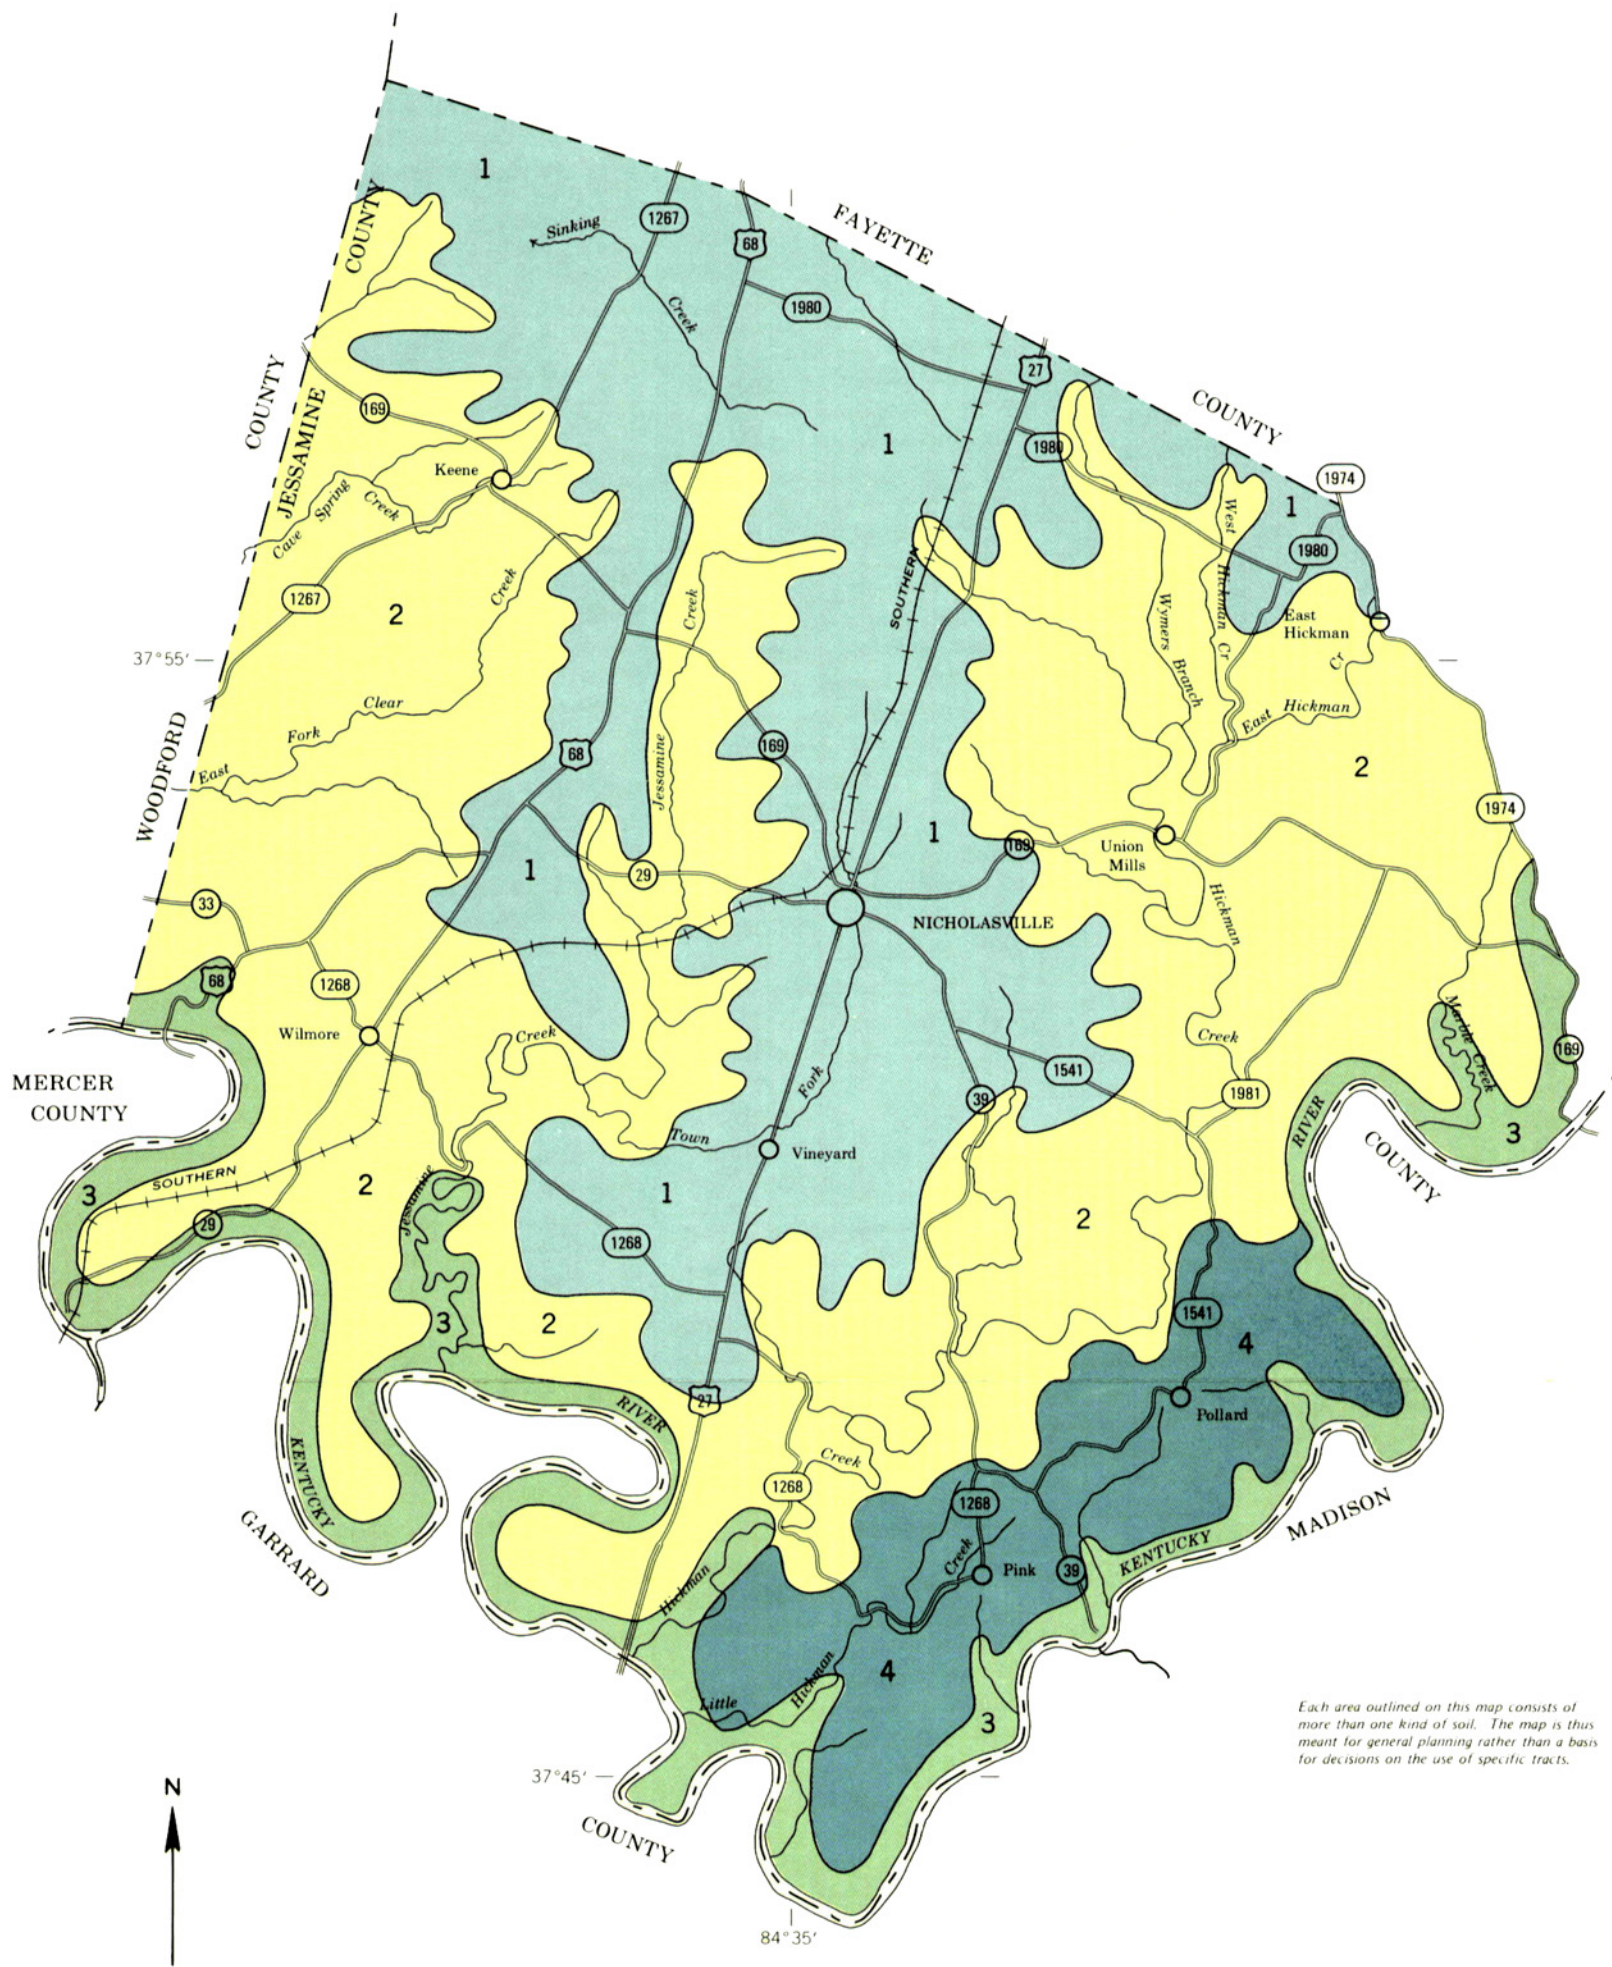 1
COUNTY
Sinking
1267
68
FAYETTE
Creek
1980
27
COUNTY
COUNTY
JESSAMINE
169
1
1980
Keene
1974
1
Spring
Creek
Cave
West
1980
SOUTHERN
Hickman Cr
1267
2
Creek
Creek
Wymers
Branch
East
Hickman
Cr
37°55′
Clear
Fork
East
Hickman
East
WOODFORD
68
169
Jessamine
2
1974
1
169
Union
Mills
1
29
33
Hickman
NICHOLASVILLE
68
1268
Marble Creek
Wilmore
Creek
Creek
169
MERCER
COUNTY
1541
39
Fork
1981
RIVER
Town
Vineyard
3
COUNTY
SOUTHERN
3
2
Jessamine
1
29
2
1268
1541
3
2
4
27
RIVER
Pollard
KENTUCKY
Creek
1268
1268
MADISON
GARRARD
Creek
Pink
39
KENTUCKY
Hickman
Little
Hickman
4
3
Each area outlined on this map consists of
more than one kind of soil. The map is thus
meant for general planning rather than a basis
for decisions on the use of specific tracts.
37°45′
N
COUNTY
84°35′